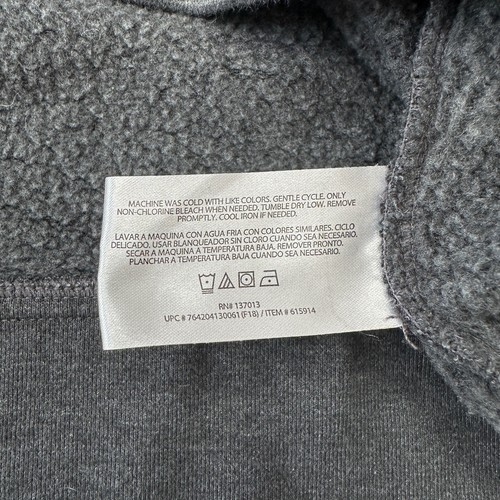 MACHINE WAS COLD WITH LIKE COLORS. GENTLE CYCLE. ONLY
NON-CHLORINE BLEACH WHEN NEEDED. TUMBLE DRY LOW. REMOVE
PROMPTLY. COOL IRON IF NEEDED.
LAVAR A MAQUINA CON AGUA FRIA CON COLORES SIMILARES. CICLO
DELICADO. USAR BLANQUEADOR SIN CLORO CUANDO SEA NECESARIO.
SECAR A MAQUINA A TEMPERATURA BAJA. REMOVER PRONTO.
PLANCHAR A TEMPERATURA BAJA CUANDO SEA NECESARIO.
RN# 137013
UPC # 764204130061(F18) / ITEM # 615914